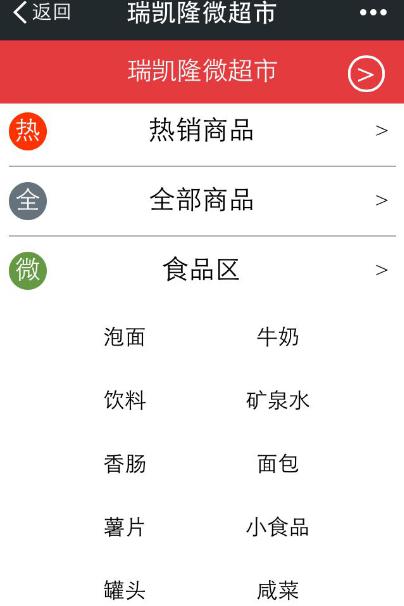 返回 瑞凯隆微超市
瑞凯隆微超市 >
热 热销商品 >
全 全部商品 >
微 食品区 >
泡面 牛奶
饮料 矿泉水
香肠 面包
薯片 小食品
罐头 咸菜